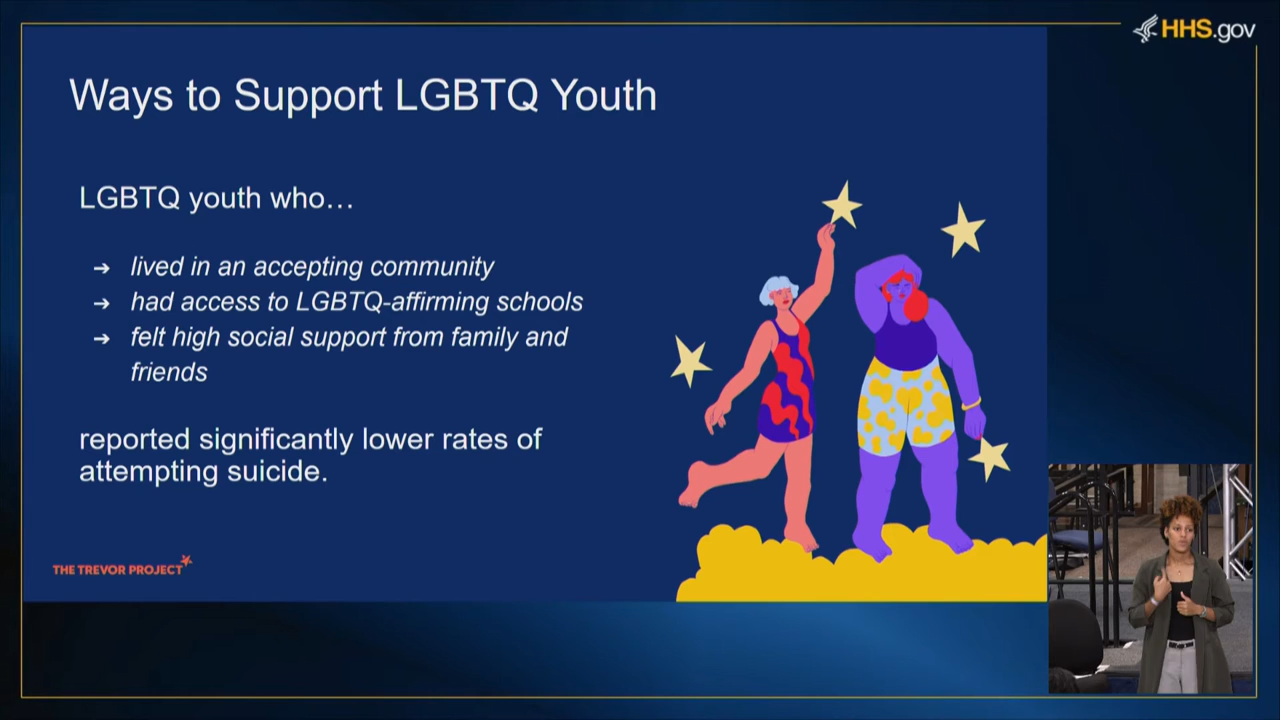 HHS.gov
Ways to Support LGBTQ Youth
LGBTQ youth who…
➔ lived in an accepting community
➔ had access to LGBTQ-affirming schools
➔ felt high social support from family and
friends
reported significantly lower rates of
attempting suicide.
THE TREVOR PROJECT